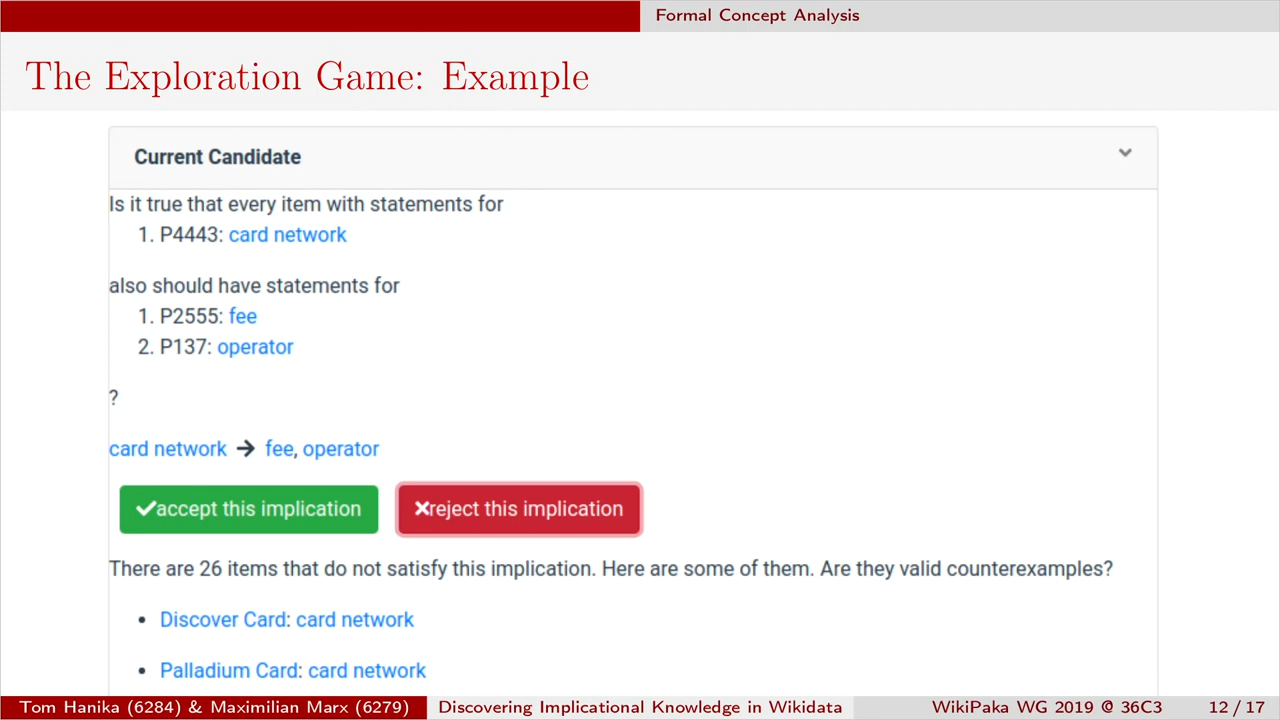 Formal Concept Analysis
The Exploration Game: Example
Current Candidate
Is it true that every item with statements for
1. P4443: card network
also should have statements for
1. P2555: fee
2. P137: operator
?
card network → fee, operator
✔accept this implication ✖reject this implication
There are 26 items that do not satisfy this implication. Here are some of them. Are they valid counterexamples?
• Discover Card: card network
• Palladium Card: card network
Tom Hanika (6284) & Maximilian Marx (6279) Discovering Implicational Knowledge in Wikidata WikiPaka WG 2019 @ 36C3 12 / 17